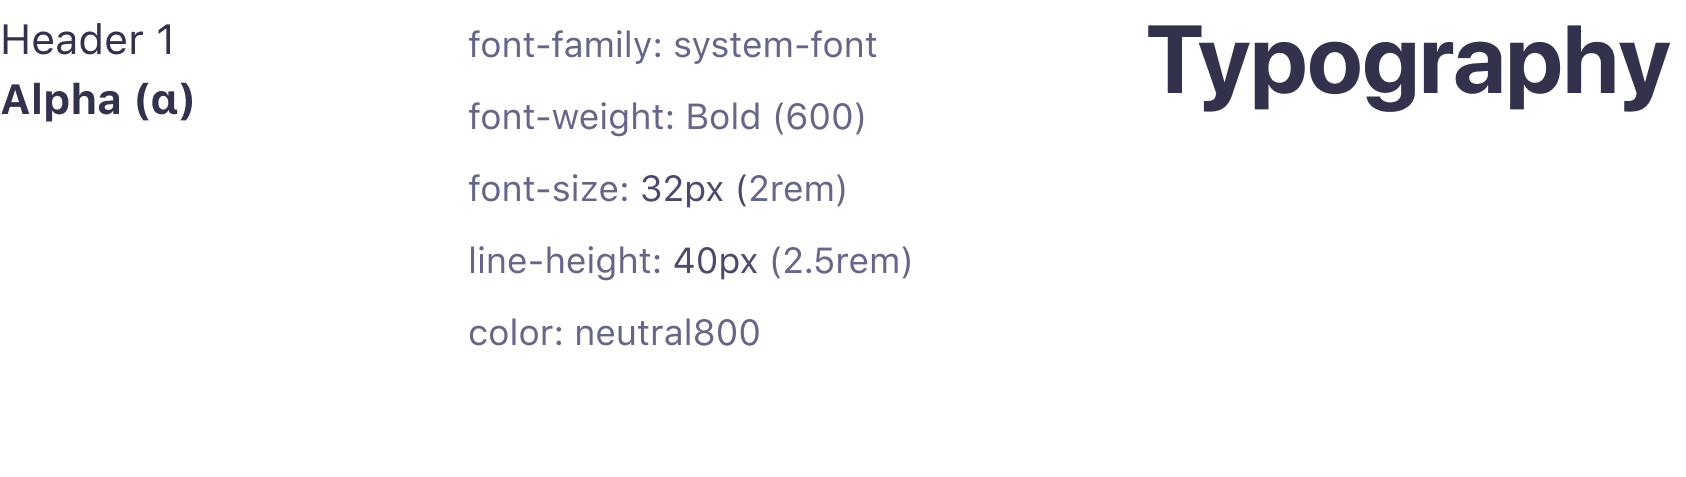 Header 1
Alpha (α)
font-family: system-font
font-weight: Bold (600)
font-size: 32px (2rem)
line-height: 40px (2.5rem)
color: neutral800
Typography